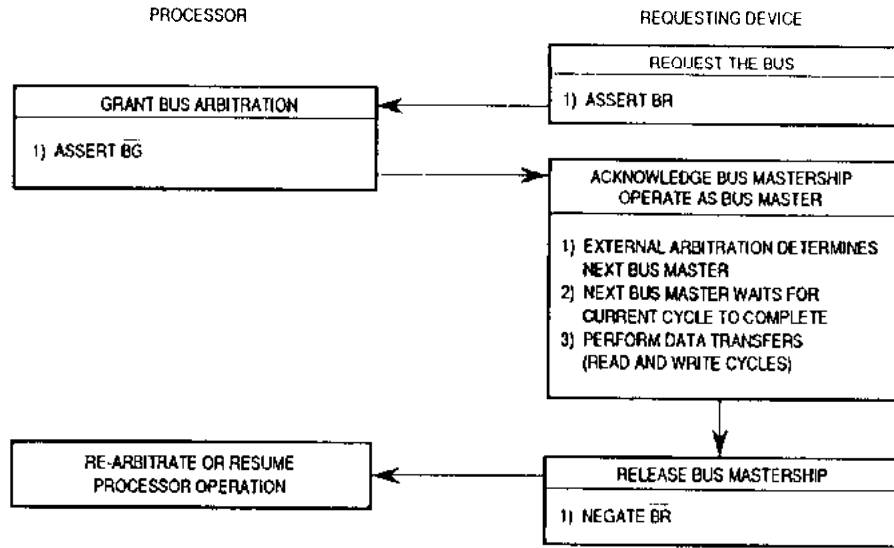 PROCESSOR
REQUESTING DEVICE
REQUEST THE BUS
1) ASSERT BR
GRANT BUS ARBITRATION
1) ASSERT B̅G̅
ACKNOWLEDGE BUS MASTERSHIP
OPERATE AS BUS MASTER
1) EXTERNAL ARBITRATION DETERMINES
NEXT BUS MASTER
2) NEXT BUS MASTER WAITS FOR
CURRENT CYCLE TO COMPLETE
3) PERFORM DATA TRANSFERS
(READ AND WRITE CYCLES)
RE-ARBITRATE OR RESUME
PROCESSOR OPERATION
RELEASE BUS MASTERSHIP
1) NEGATE B̅R̅